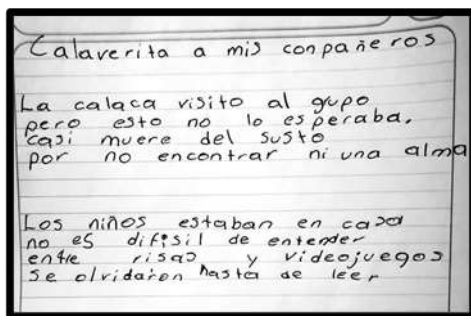 Calaverita a mis conpañeros
La calaca visito al gupo
pero esto no lo esperaba.
casi muere del susto
por no encontrar ni una alma
Los niños estaban en casa
no es difisil de entender
entre risas y videojuegos
se olvidaron hasta de leer